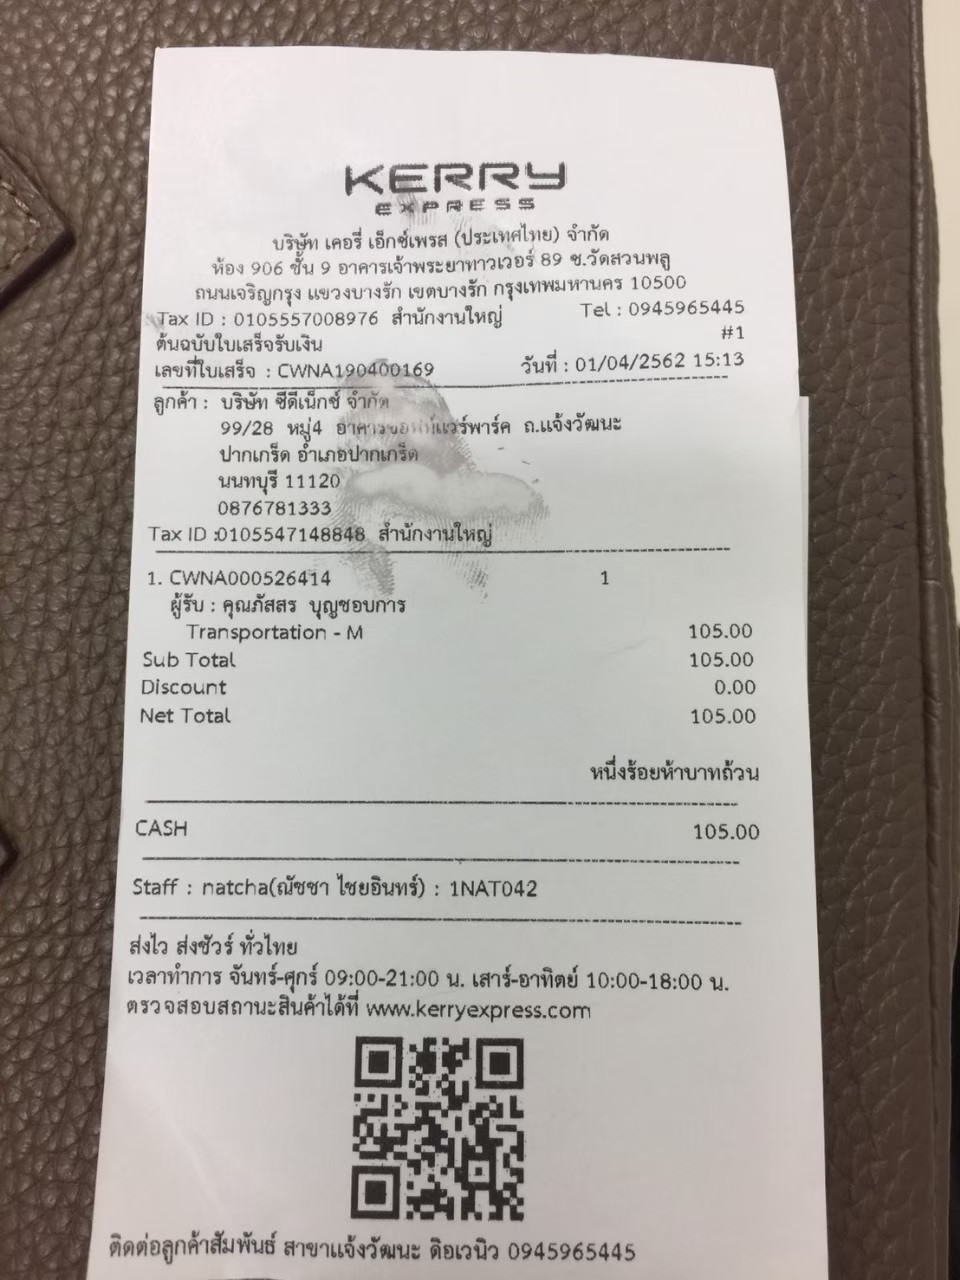 KERRY
EXPRESS
บริษัท เคอรี่ เอ็กซ์เพรส (ประเทศไทย) จำกัด
ห้อง 906 ชั้น 9 อาคารเจ้าพระยาทาวเวอร์ 89 ซ.วัดสวนพลู
ถนนเจริญกรุง แขวงบางรัก เขตบางรัก กรุงเทพมหานคร 10500
Tax ID : 0105557008976 สำนักงานใหญ่ Tel : 0945965445
ต้นฉบับใบเสร็จรับเงิน #1
เลขที่ใบเสร็จ : CWNA190400169 วันที่ : 01/04/2562 15:13
ลูกค้า : บริษัท ซีดีเน็กซ์ จำกัด
99/28 หมู่4 อาคารซอฟท์แวร์พาร์ค ถ.แจ้งวัฒนะ
ปากเกร็ด อำเภอปากเกร็ด
นนทบุรี 11120
0876781333
Tax ID :0105547148848 สำนักงานใหญ่
1. CWNA000526414 1
ผู้รับ : คุณภัสสร บุญชอบการ
Transportation - M 105.00
Sub Total 105.00
Discount 0.00
Net Total 105.00
หนึ่งร้อยห้าบาทถ้วน
CASH 105.00
Staff : natcha(ณัชชา ไชยอินทร์) : 1NAT042
ส่งไว ส่งชัวร์ ทั่วไทย
เวลาทำการ จันทร์-ศุกร์ 09:00-21:00 น. เสาร์-อาทิตย์ 10:00-18:00 น.
ตรวจสอบสถานะสินค้าได้ที่ www.kerryexpress.com
ติดต่อลูกค้าสัมพันธ์ สาขาแจ้งวัฒนะ ดิอเวนิว 0945965445